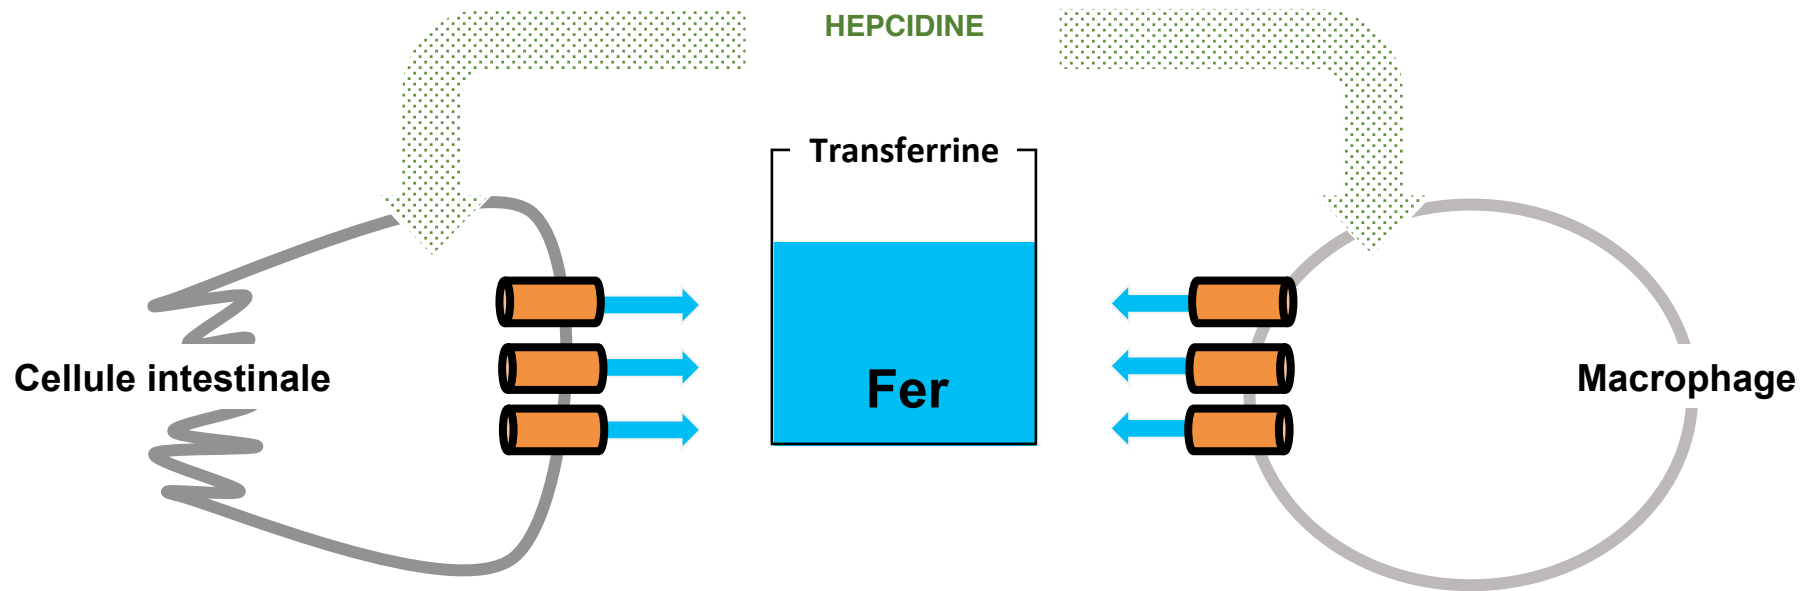 HEPCIDINE
Transferrine
Cellule intestinale
Fer
Macrophage